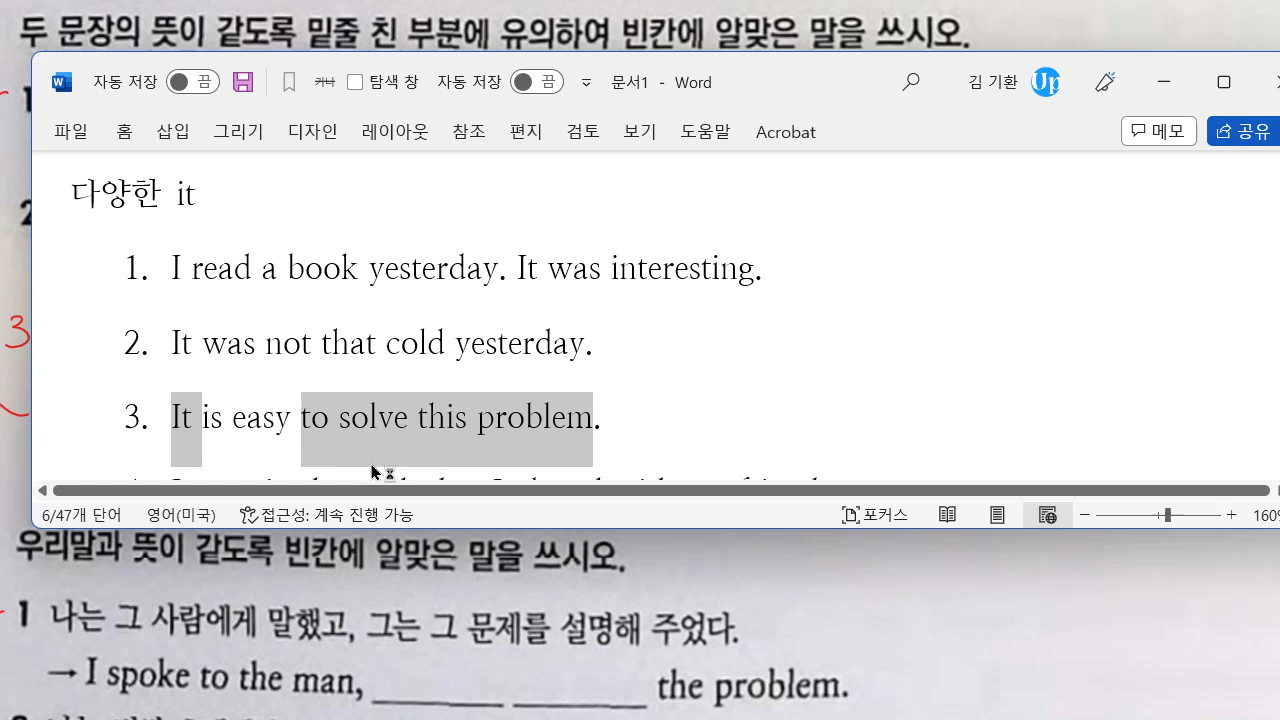 두 문장의 뜻이 같도록 밑줄 친 부분에 유의하여 빈칸에 알맞은 말을 쓰시오.
1
자동 저장 끔 가나 탐색 창 자동 저장 끔 문서1 - Word 김 기환 Up
파일 홈 삽입 그리기 디자인 레이아웃 참조 편지 검토 보기 도움말 Acrobat 메모 공유
다양한 it
2
1. I read a book yesterday. It was interesting.
2. It was not that cold yesterday.
3
3. It is easy to solve this problem.
6/47개 단어 영어(미국) 접근성: 계속 진행 가능 포커스 160%
우리말과 뜻이 같도록 빈칸에 알맞은 말을 쓰시오.
1 나는 그 사람에게 말했고, 그는 그 문제를 설명해 주었다.
→ I spoke to the man, ______ ______ the problem.